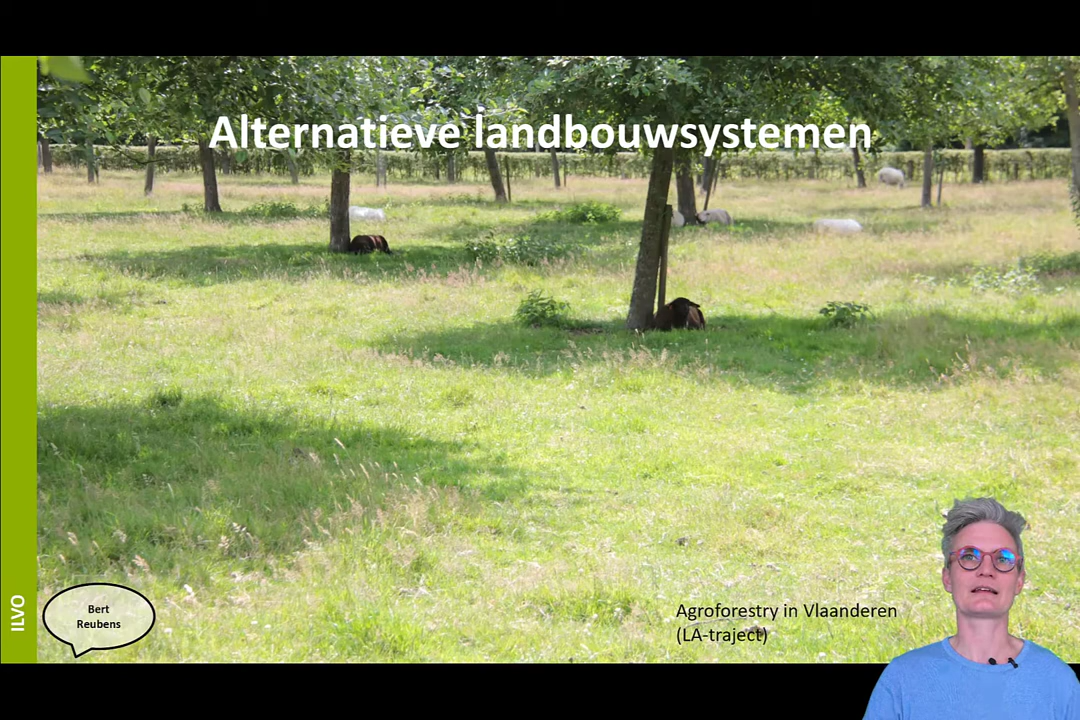 Alternatieve landbouwsystemen
ILVO
Bert
Reubens
Agroforestry in Vlaanderen
(LA-traject)